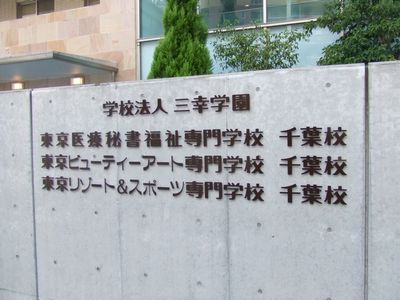 学校法人 三幸学園
東京医療秘書福祉専門学校 千葉校
東京ビューティーアート専門学校 千葉校
東京リゾート&スポーツ専門学校 千葉校